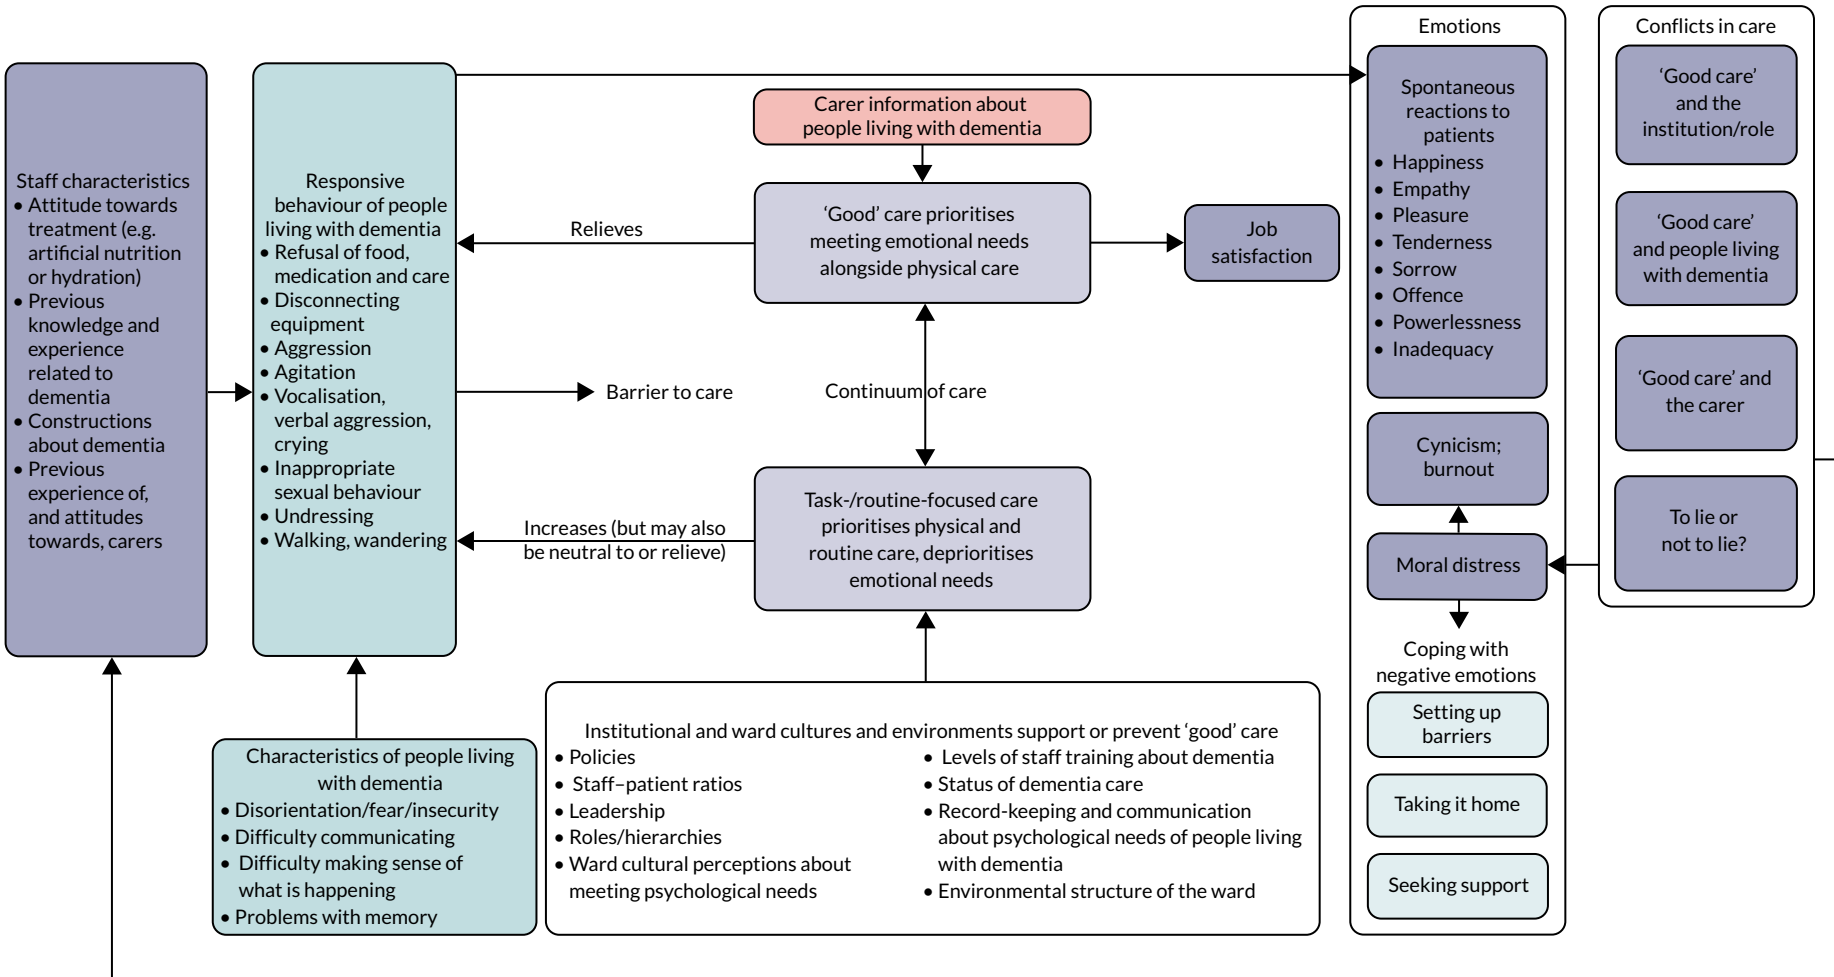 Staff characteristics
• Attitude towards
treatment (e.g.
artificial nutrition
or hydration)
• Previous
knowledge and
experience
related to
dementia
• Constructions
about dementia
• Previous
experience of,
and attitudes
towards, carers
Responsive
behaviour of people
living with dementia
• Refusal of food,
medication and care
• Disconnecting
equipment
• Aggression
• Agitation
• Vocalisation,
verbal aggression,
crying
• Inappropriate
sexual behaviour
• Undressing
• Walking, wandering
Characteristics of people living
with dementia
• Disorientation/fear/insecurity
• Difficulty communicating
• Difficulty making sense of
what is happening
• Problems with memory
Relieves
Barrier to care
Increases (but may also
be neutral to or relieve)
Carer information about
people living with dementia
‘Good’ care prioritises
meeting emotional needs
alongside physical care
Continuum of care
Task-/routine-focused care
prioritises physical and
routine care, deprioritises
emotional needs
Job
satisfaction
Institutional and ward cultures and environments support or prevent ‘good’ care
• Policies
• Staff–patient ratios
• Leadership
• Roles/hierarchies
• Ward cultural perceptions about
meeting psychological needs
• Levels of staff training about dementia
• Status of dementia care
• Record-keeping and communication
about psychological needs of people living
with dementia
• Environmental structure of the ward
Emotions
Spontaneous
reactions to
patients
• Happiness
• Empathy
• Pleasure
• Tenderness
• Sorrow
• Offence
• Powerlessness
• Inadequacy
Cynicism;
burnout
Moral distress
Coping with
negative emotions
Setting up
barriers
Taking it home
Seeking support
Conflicts in care
‘Good care’
and the
institution/role
‘Good care’
and people living
with dementia
‘Good care’ and
the carer
To lie or
not to lie?